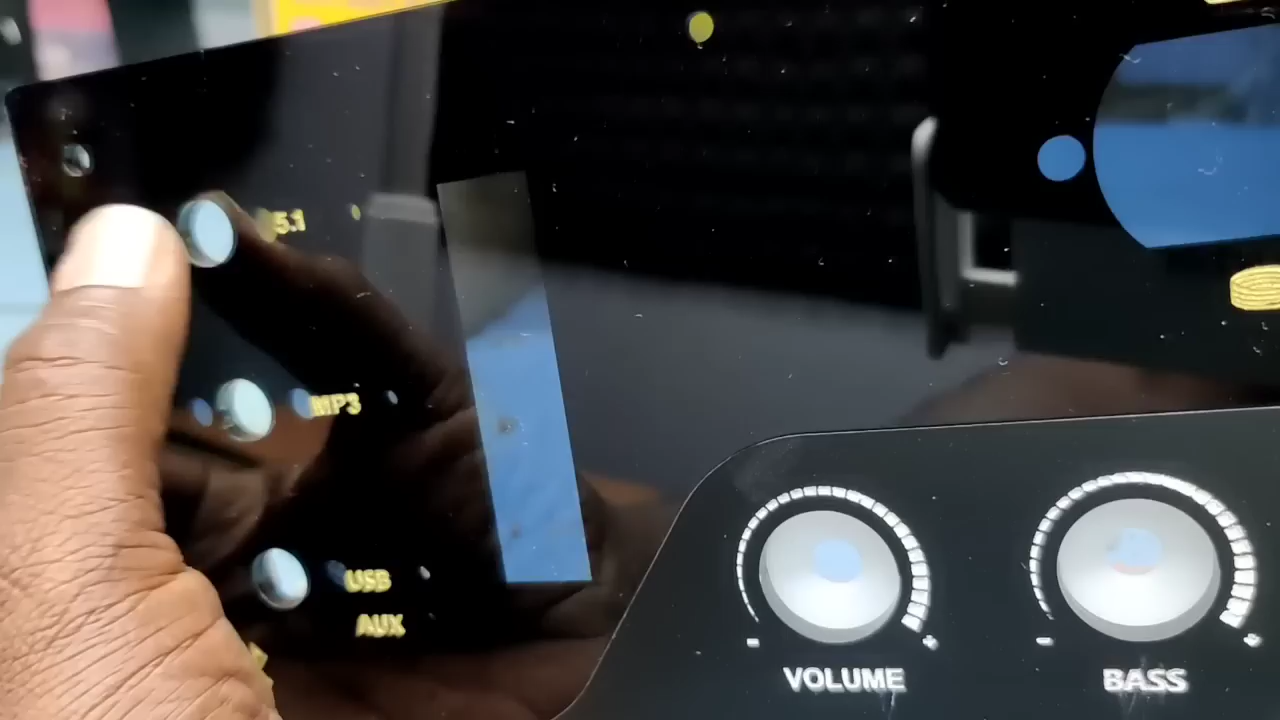 5.1
MP3
USB
AUX
- +
VOLUME
- +
BASS